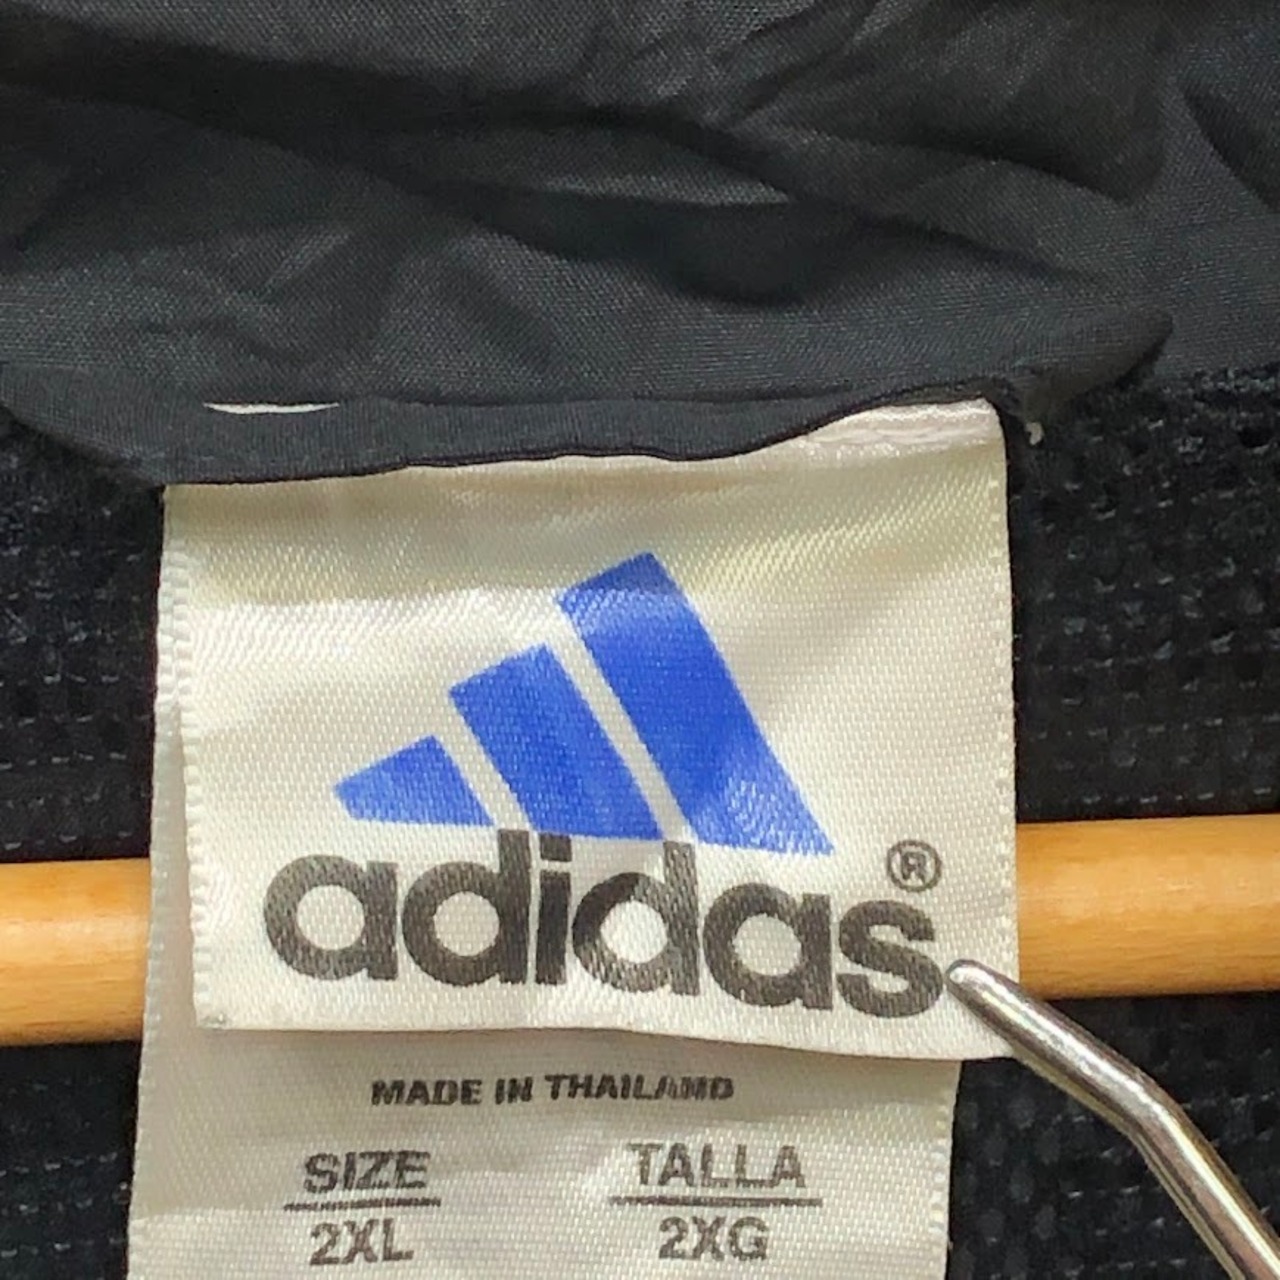 adidas®
MADE IN THAILAND
SIZE TALLA
2XL 2XG